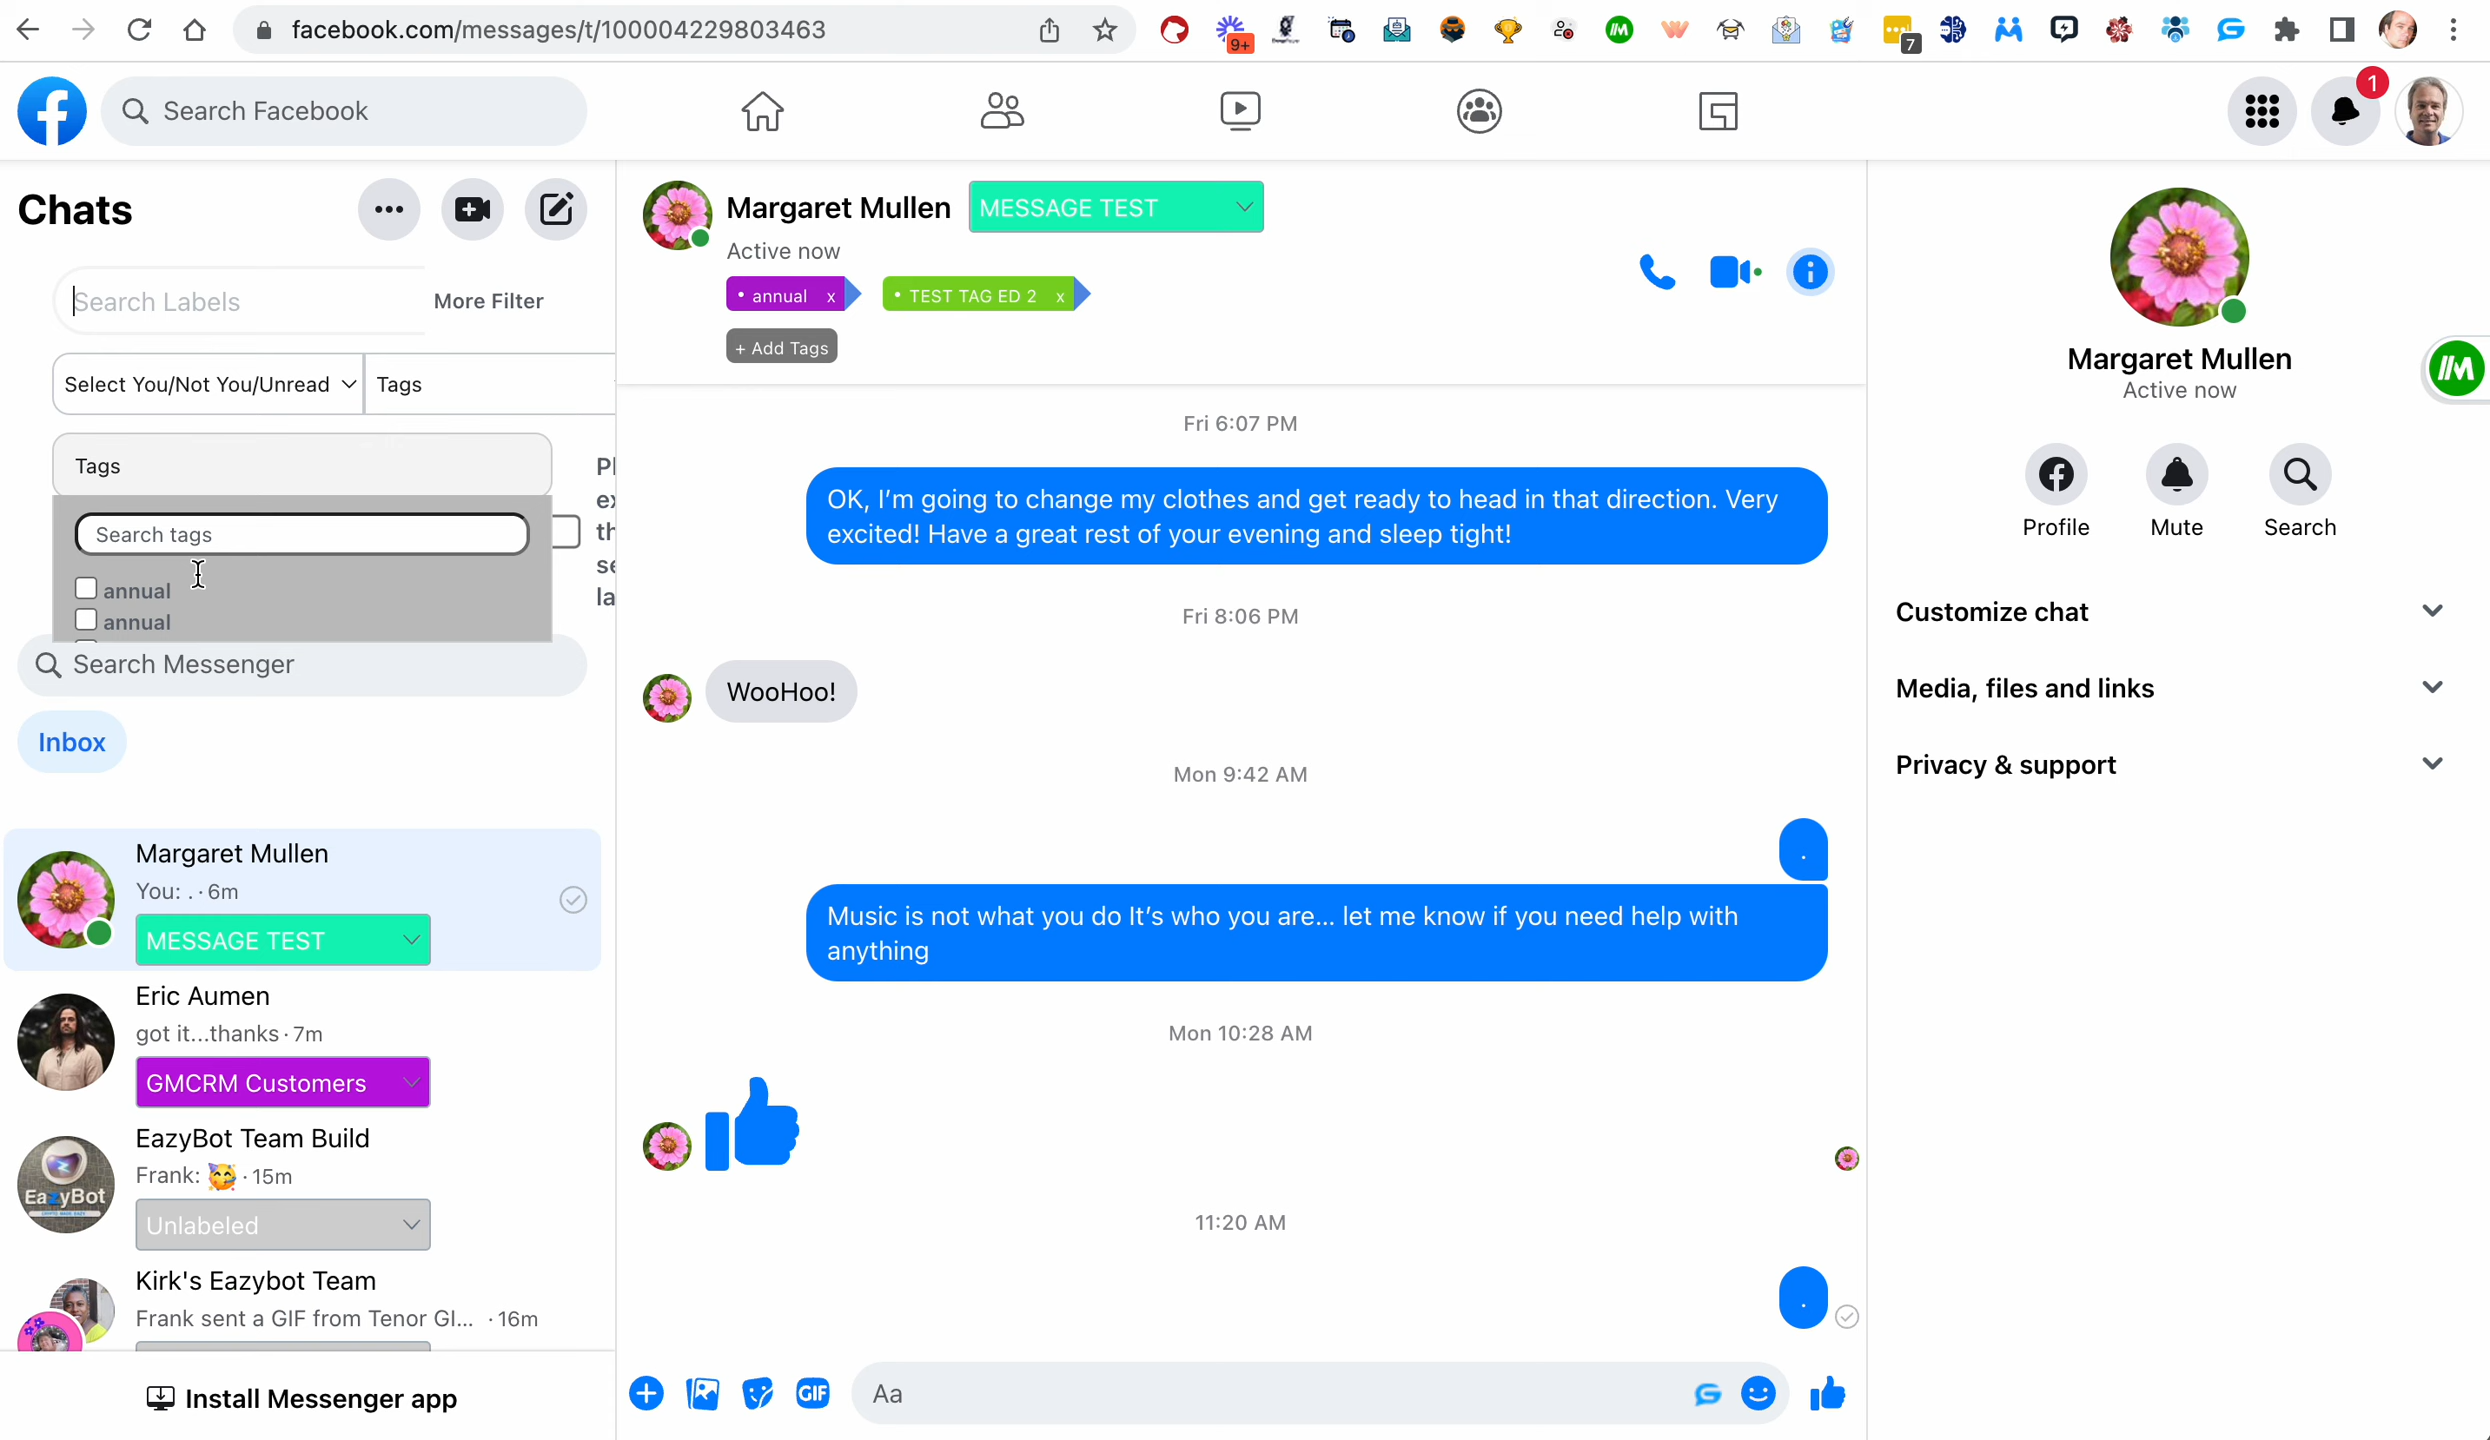 facebook.com/messages/t/100004229803463
9+
7
Search Facebook
1
Chats
Search Labels
More Filter
Select You/Not You/Unread
Tags
Tags
Search tags
annual
annual
Search Messenger
Inbox
Margaret Mullen
You: . · 6m
MESSAGE TEST
Eric Aumen
got it...thanks · 7m
GMCRM Customers
EazyBot
EazyBot Team Build
Frank: 🥳 · 15m
Unlabeled
Kirk's Eazybot Team
Frank sent a GIF from Tenor GI... · 16m
Install Messenger app
Margaret Mullen
MESSAGE TEST
Active now
• annual x
• TEST TAG ED 2 x
+ Add Tags
Fri 6:07 PM
OK, I'm going to change my clothes and get ready to head in that direction. Very
excited! Have a great rest of your evening and sleep tight!
Fri 8:06 PM
WooHoo!
Mon 9:42 AM
.
Music is not what you do It's who you are... let me know if you need help with
anything
Mon 10:28 AM
11:20 AM
.
GIF
Aa
Margaret Mullen
Active now
Profile
Mute
Search
Customize chat
Media, files and links
Privacy & support